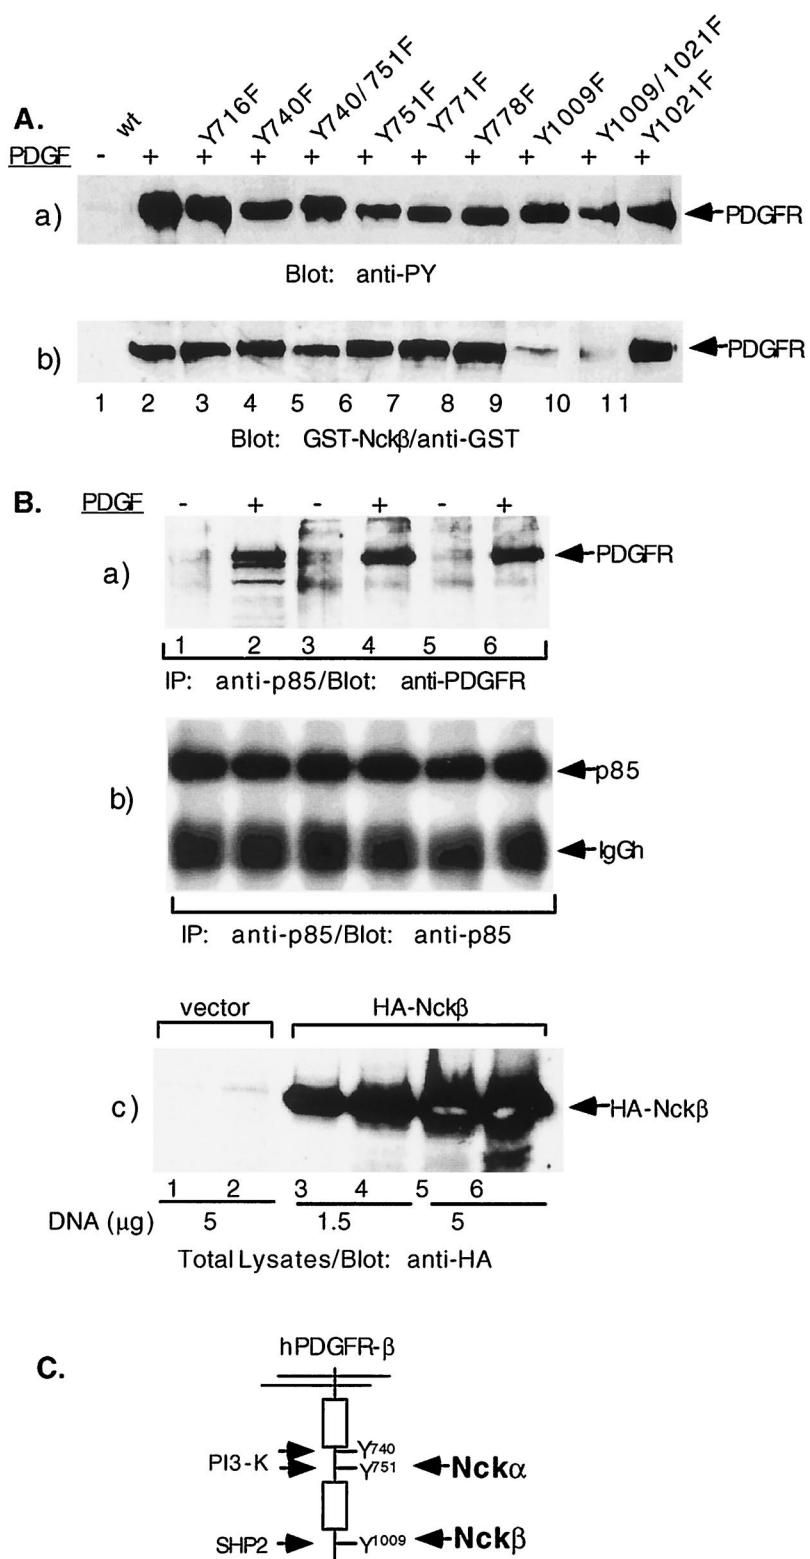 A.
wt Y716F Y740F Y740/751F Y751F Y771F Y778F Y1009F Y1009/1021F Y1021F
PDGF - + + + + + + + + + +
a) PDGFR
Blot: anti-PY
b) PDGFR
1 2 3 4 5 6 7 8 9 10 11
Blot: GST-Nckβ/anti-GST
B. PDGF - + - + - +
a) PDGFR
1 2 3 4 5 6
IP: anti-p85/Blot: anti-PDGFR
b) p85
IgGh
IP: anti-p85/Blot: anti-p85
vector HA-Nckβ
c) HA-Nckβ
1 2 3 4 5 6
DNA (μg) 5 1.5 5
Total Lysates/Blot: anti-HA
C.
hPDGFR-β
PI3-K Y740
Y751 Nckα
SHP2 Y1009 Nckβ